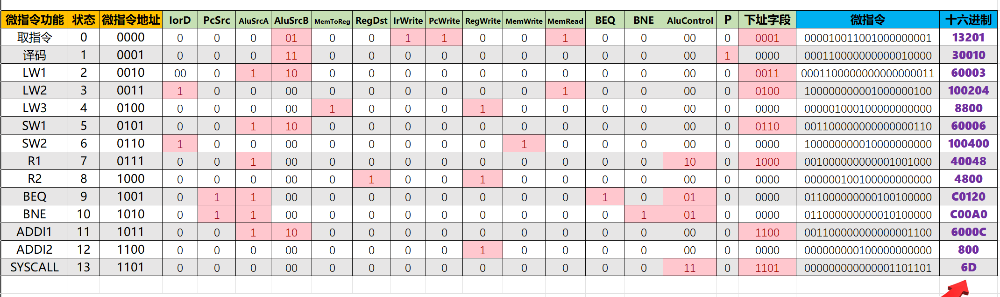 微指令功能 状态 微指令地址 IorD PcSrc AluSrcA AluSrcB MemToReg RegDst IrWrite PcWrite RegWrite MemWrite MemRead BEQ BNE AluControl P 下址字段 微指令 十六进制
取指令 0 0000 0 0 0 01 0 0 1 1 0 0 1 0 0 00 0 0001 000010011001000000001 13201
译码 1 0001 0 0 0 11 0 0 0 0 0 0 0 0 0 00 1 0000 000110000000000010000 30010
LW1 2 0010 00 0 1 10 0 0 0 0 0 0 0 0 0 00 0 0011 0001100000000000000011 60003
LW2 3 0011 1 0 0 00 0 0 0 0 0 0 1 0 0 00 0 0100 100000000001000000100 100204
LW3 4 0100 0 0 0 00 1 0 0 0 1 0 0 0 0 00 0 0000 000001000100000000000 8800
SW1 5 0101 0 0 1 10 0 0 0 0 0 0 0 0 0 00 0 0110 001100000000000000110 60006
SW2 6 0110 1 0 0 00 0 0 0 0 0 1 0 0 0 00 0 0000 100000000010000000000 100400
R1 7 0111 0 0 1 00 0 0 0 0 0 0 0 0 0 10 0 1000 001000000000001001000 40048
R2 8 1000 0 0 0 00 0 1 0 0 1 0 0 0 0 00 0 0000 000000100100000000000 4800
BEQ 9 1001 0 1 1 00 0 0 0 0 0 0 0 1 0 01 0 0000 011000000000100100000 C0120
BNE 10 1010 0 1 1 00 0 0 0 0 0 0 0 0 1 01 0 0000 011000000000010100000 C00A0
ADDI1 11 1011 0 0 1 10 0 0 0 0 0 0 0 0 0 00 0 1100 001100000000000001100 6000C
ADDI2 12 1100 0 0 0 00 0 0 0 0 1 0 0 0 0 00 0 0000 000000000100000000000 800
SYSCALL 13 1101 0 0 0 00 0 0 0 0 0 0 0 0 0 11 0 1101 000000000000001101101 6D